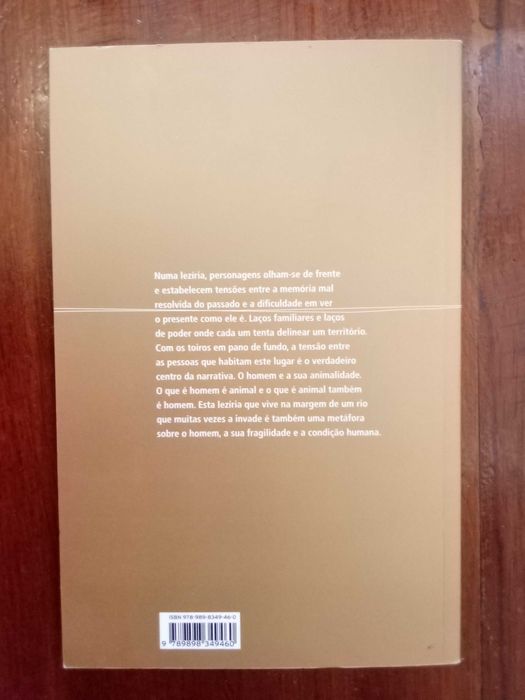 Numa lezíria, personagens olham-se de frente
e estabelecem tensões entre a memória mal
resolvida do passado e a dificuldade em ver
o presente como ele é. Laços familiares e laços
de poder onde cada um tenta delinear um território.
Com os toiros em pano de fundo, a tensão entre
as pessoas que habitam este lugar é o verdadeiro
centro da narrativa. O homem e a sua animalidade.
O que é homem é animal e o que é animal também
é homem. Esta lezíria que vive na margem de um rio
que muitas vezes a invade é também uma metáfora
sobre o homem, a sua fragilidade e a condição humana.
ISBN 978-989-8349-46-0
9 789898 349460